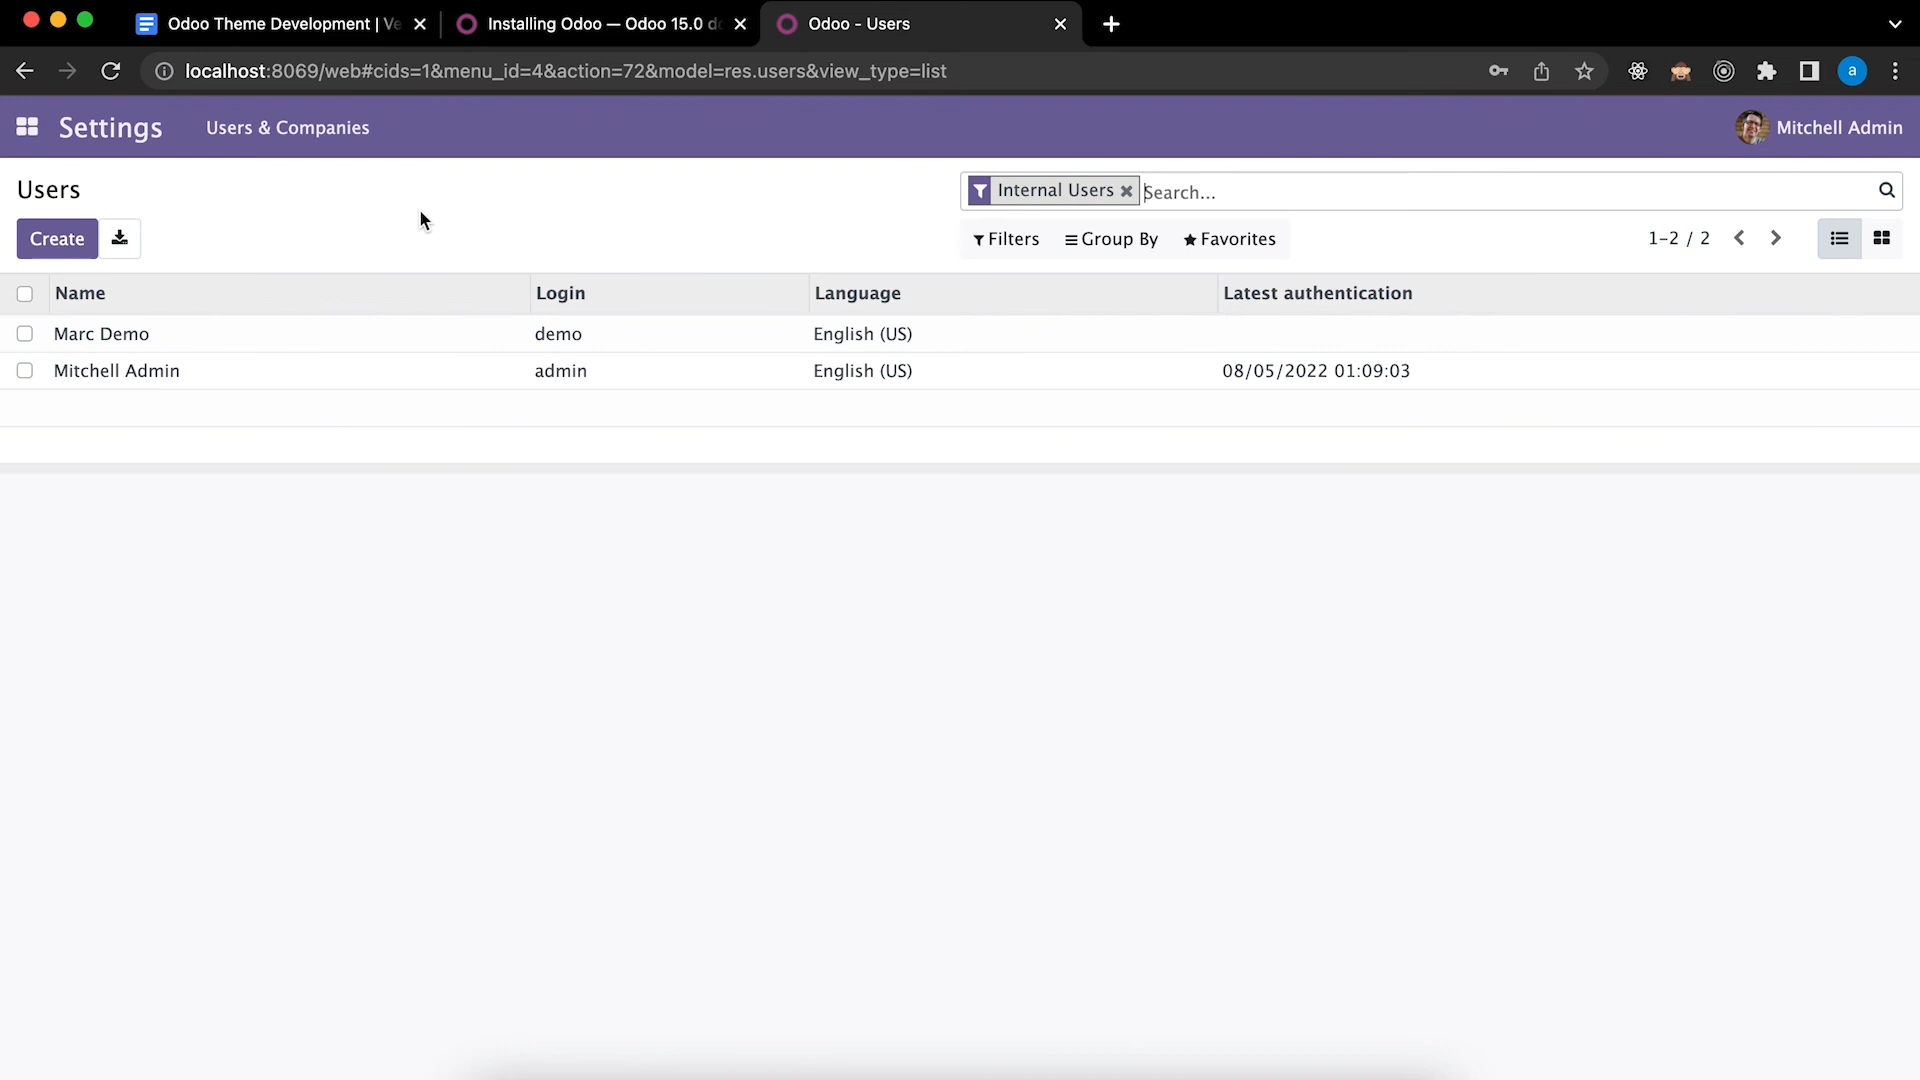 Odoo Theme Development | Ve
Installing Odoo — Odoo 15.0 do
Odoo - Users
localhost:8069/web#cids=1&menu_id=4&action=72&model=res.users&view_type=list
a
Settings
Users & Companies
Mitchell Admin
Users
Internal Users
Search...
Create
Filters
Group By
Favorites
1-2 / 2
Name
Login
Language
Latest authentication
Marc Demo
demo
English (US)
Mitchell Admin
admin
English (US)
08/05/2022 01:09:03